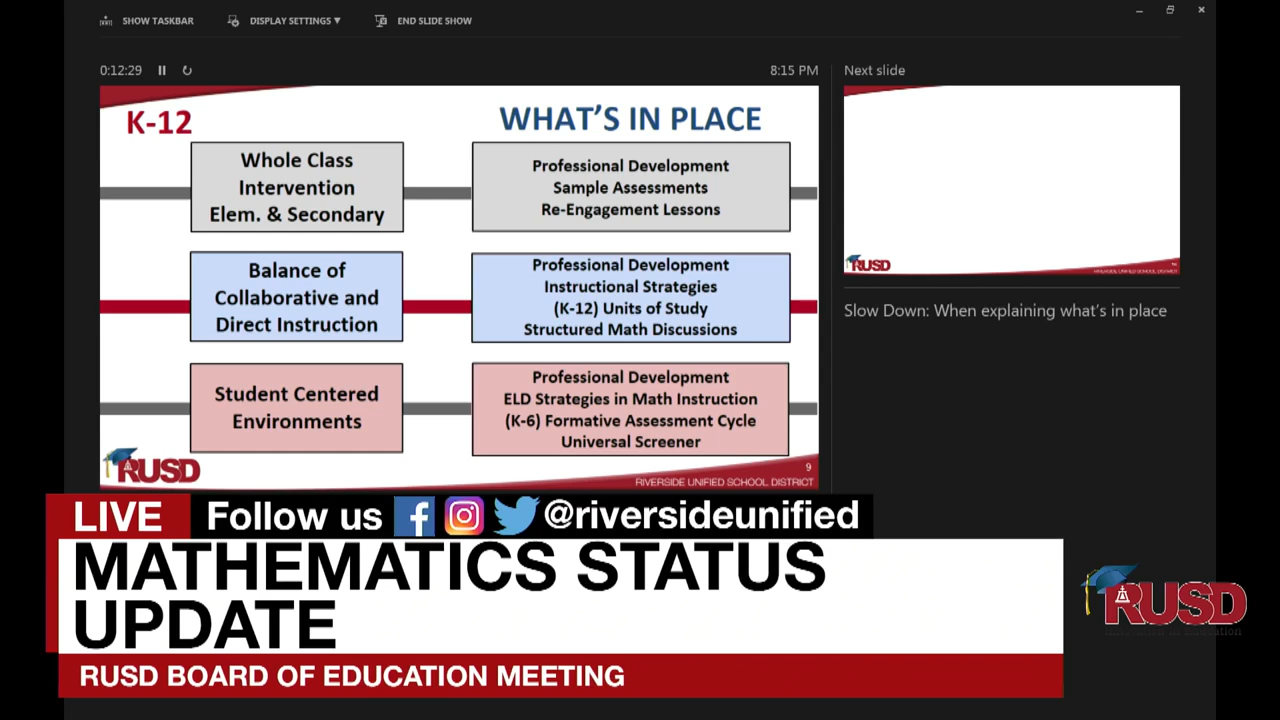 SHOW TASKBAR
DISPLAY SETTINGS ▼
END SLIDE SHOW
0:12:29
8:15 PM
Next slide
K-12
WHAT'S IN PLACE
Whole Class
Intervention
Elem. & Secondary
Professional Development
Sample Assessments
Re-Engagement Lessons
Balance of
Collaborative and
Direct Instruction
Professional Development
Instructional Strategies
(K-12) Units of Study
Structured Math Discussions
Student Centered
Environments
Professional Development
ELD Strategies in Math Instruction
(K-6) Formative Assessment Cycle
Universal Screener
RUSD
9
RIVERSIDE UNIFIED SCHOOL DISTRICT
RUSD
RIVERSIDE UNIFIED SCHOOL DISTRICT
Slow Down: When explaining what's in place
LIVE
Follow us @riversideunified
MATHEMATICS STATUS
UPDATE
RUSD BOARD OF EDUCATION MEETING
RUSD